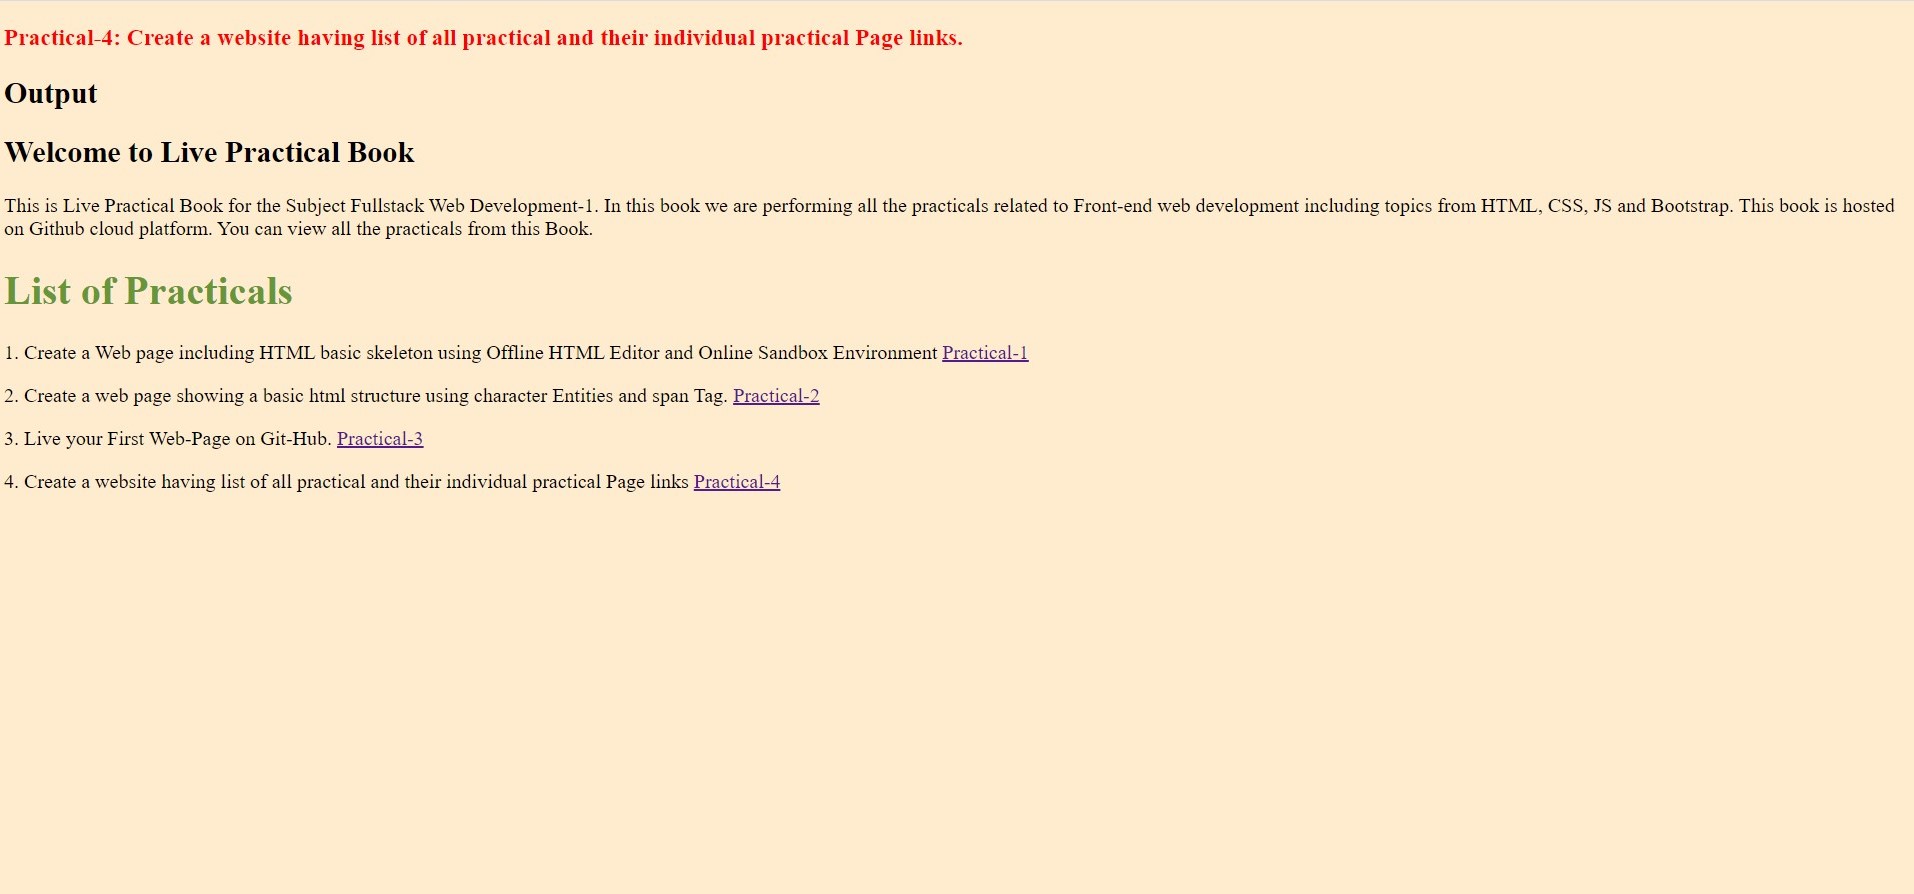 Practical-4: Create a website having list of all practical and their individual practical Page links.
Output
Welcome to Live Practical Book
This is Live Practical Book for the Subject Fullstack Web Development-1. In this book we are performing all the practicals related to Front-end web development including topics from HTML, CSS, JS and Bootstrap. This book is hosted
on Github cloud platform. You can view all the practicals from this Book.
List of Practicals
1. Create a Web page including HTML basic skeleton using Offline HTML Editor and Online Sandbox Environment Practical-1
2. Create a web page showing a basic html structure using character Entities and span Tag. Practical-2
3. Live your First Web-Page on Git-Hub. Practical-3
4. Create a website having list of all practical and their individual practical Page links Practical-4